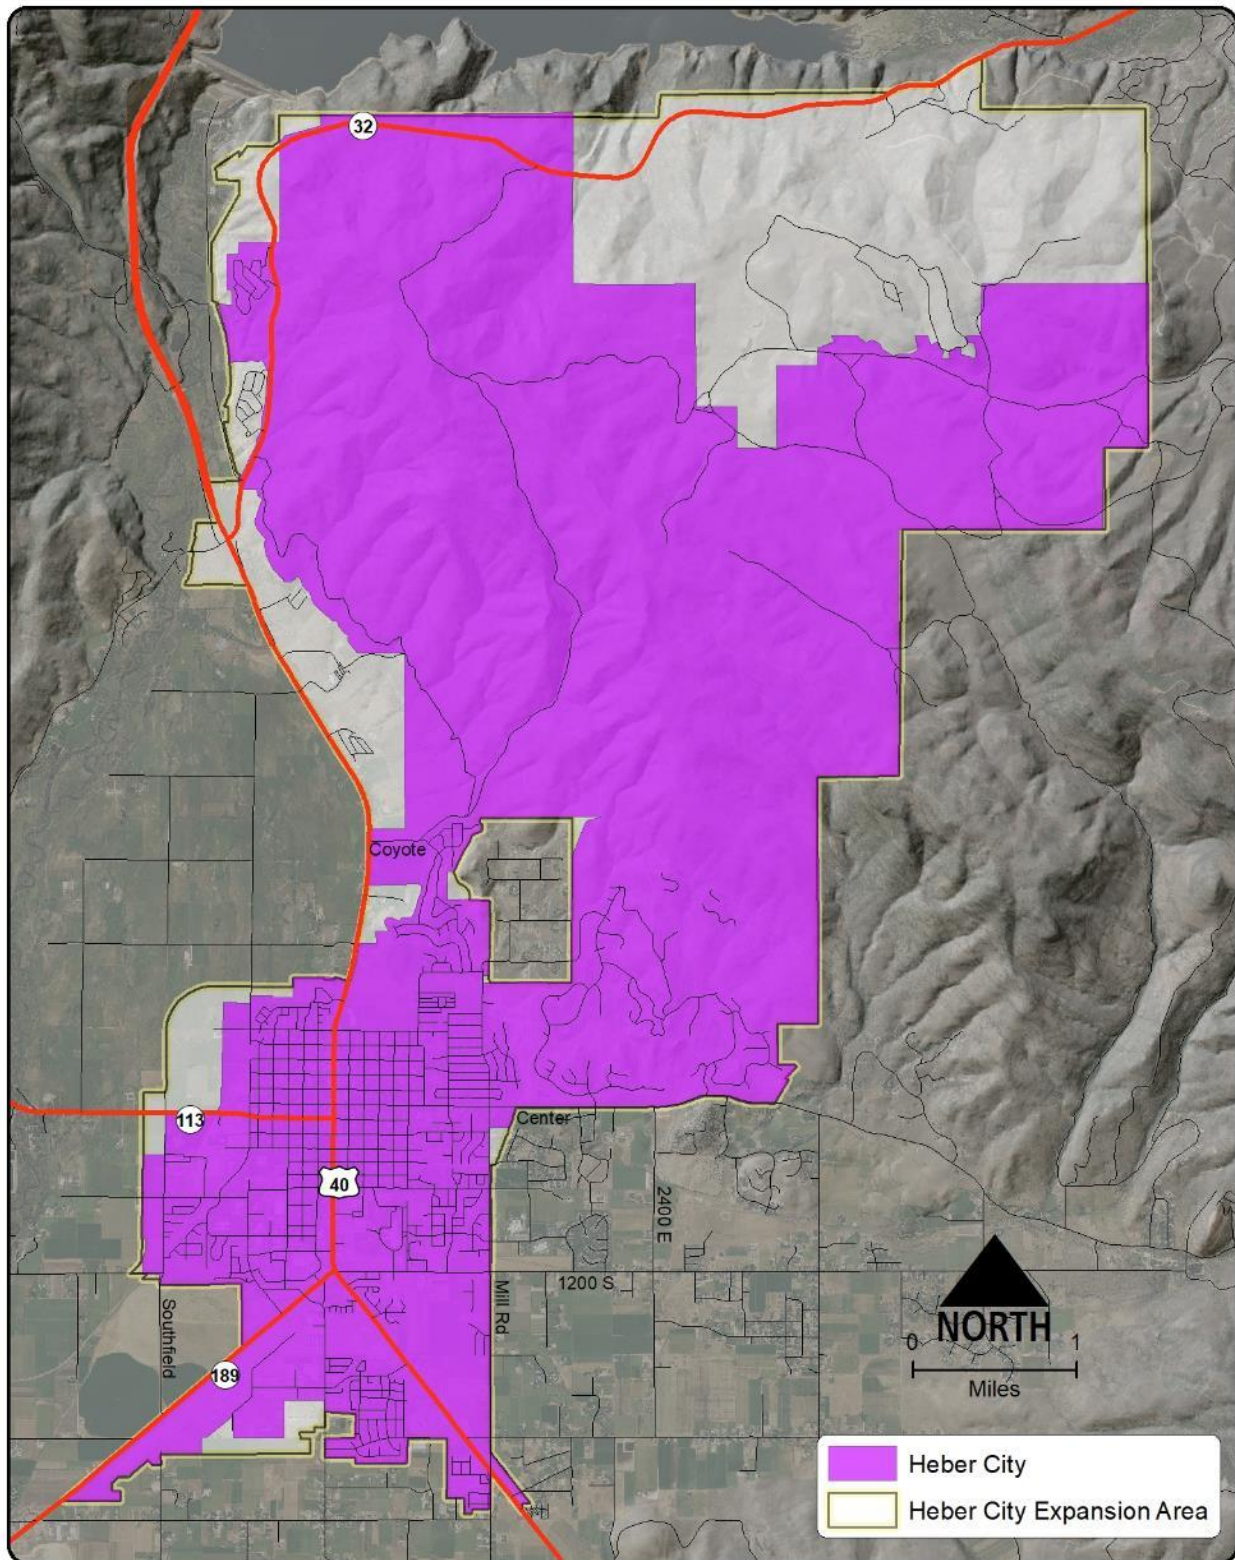 32
Coyote
113
Center
40
2400 E
1200 S
Mill Rd
Southfield
189
NORTH
0 1
Miles
Heber City
Heber City Expansion Area